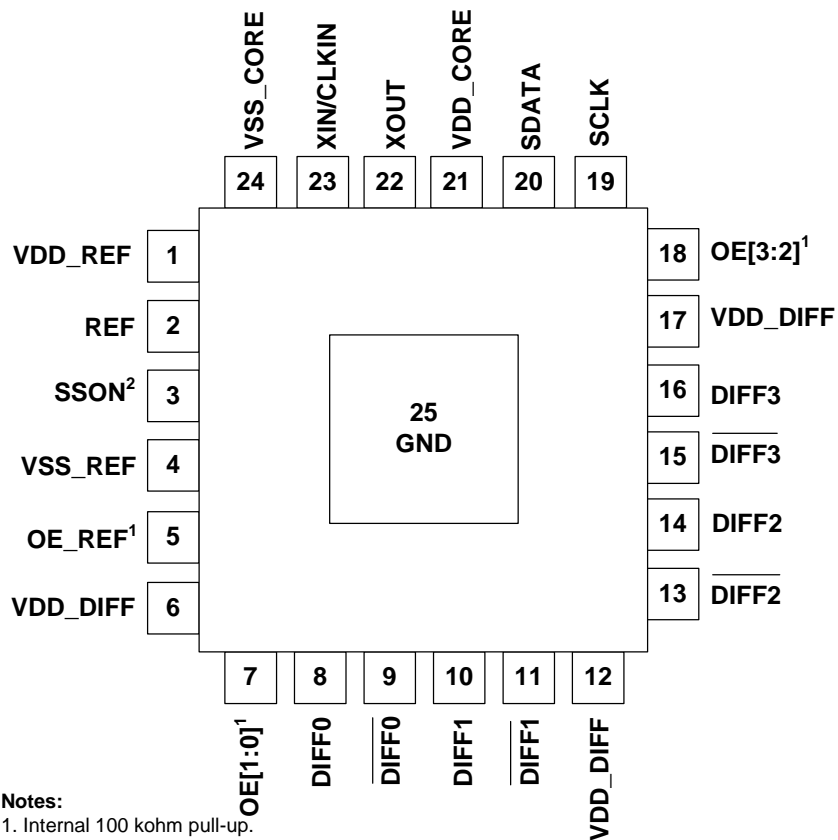 VSS_CORE
XIN/CLKIN
XOUT
VDD_CORE
SDATA
SCLK
24
23
22
21
20
19
VDD_REF 1
REF 2
SSON² 3
VSS_REF 4
OE_REF¹ 5
VDD_DIFF 6
25
GND
18 OE[3:2]¹
17 VDD_DIFF
16 DIFF3
15 DIFF3
14 DIFF2
13 DIFF2
7
8
9
10
11
12
OE[1:0]¹
DIFF0
DIFF0
DIFF1
DIFF1
VDD_DIFF
Notes:
1. Internal 100 kohm pull-up.